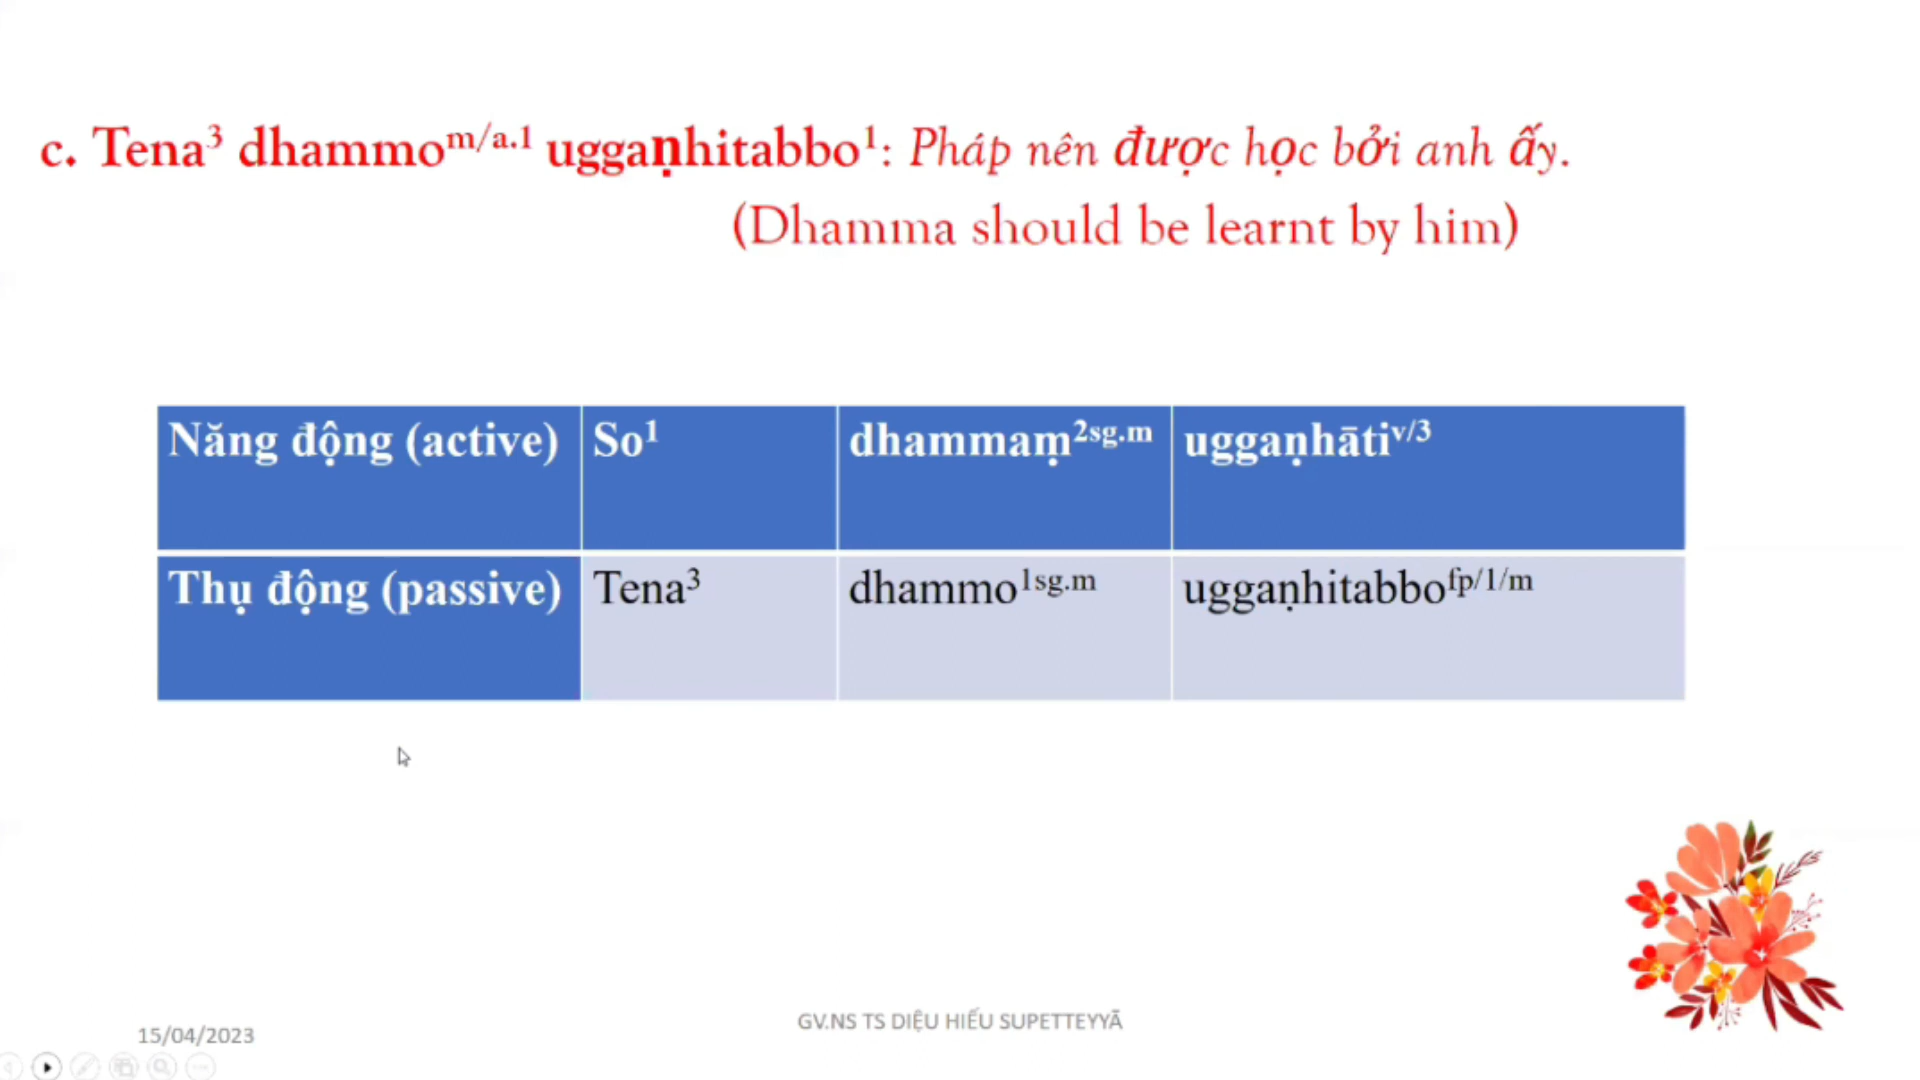 c. Tena³ dhammoᵐ/ᵃ·¹ uggaṇhitabbo¹: Pháp nên được học bởi anh ấy.
(Dhamma should be learnt by him)
Năng động (active) So¹ dhammaṃ²ˢᵍ·ᵐ uggaṇhātiᵛ/³
Thụ động (passive) Tena³ dhammo¹ˢᵍ·ᵐ uggaṇhitabboᶠᵖ/¹/ᵐ
GV.NS TS DIỆU HIẾU SUPETTEYYĀ
15/04/2023